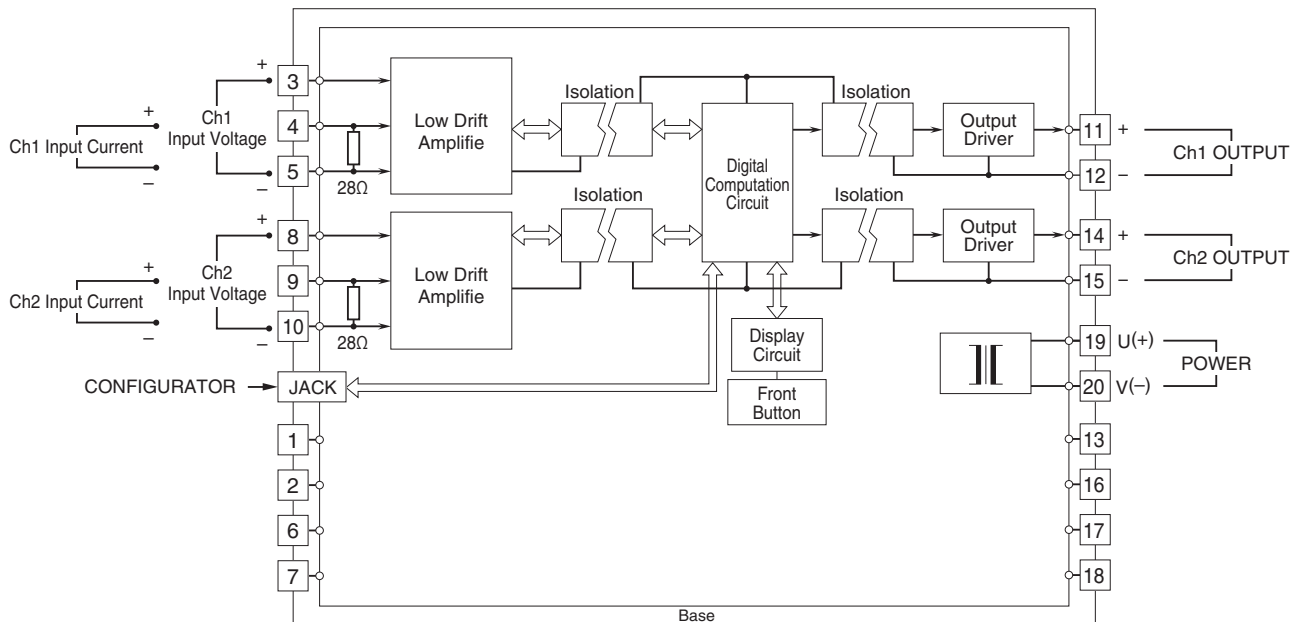 Ch1 Input Current
+
–
Ch1
Input Voltage
+
–
3
4
5
28Ω
Low Drift
Amplifie
Isolation
Digital
Computation
Circuit
Isolation
Output
Driver
11
+
12
–
Ch1 OUTPUT
Ch2 Input Current
+
–
Ch2
Input Voltage
+
–
8
9
10
28Ω
Low Drift
Amplifie
Isolation
Isolation
Output
Driver
14
+
15
–
Ch2 OUTPUT
Display
Circuit
Front
Button
19
U(+)
20
V(–)
POWER
CONFIGURATOR
JACK
1
2
6
7
13
16
17
18
Base